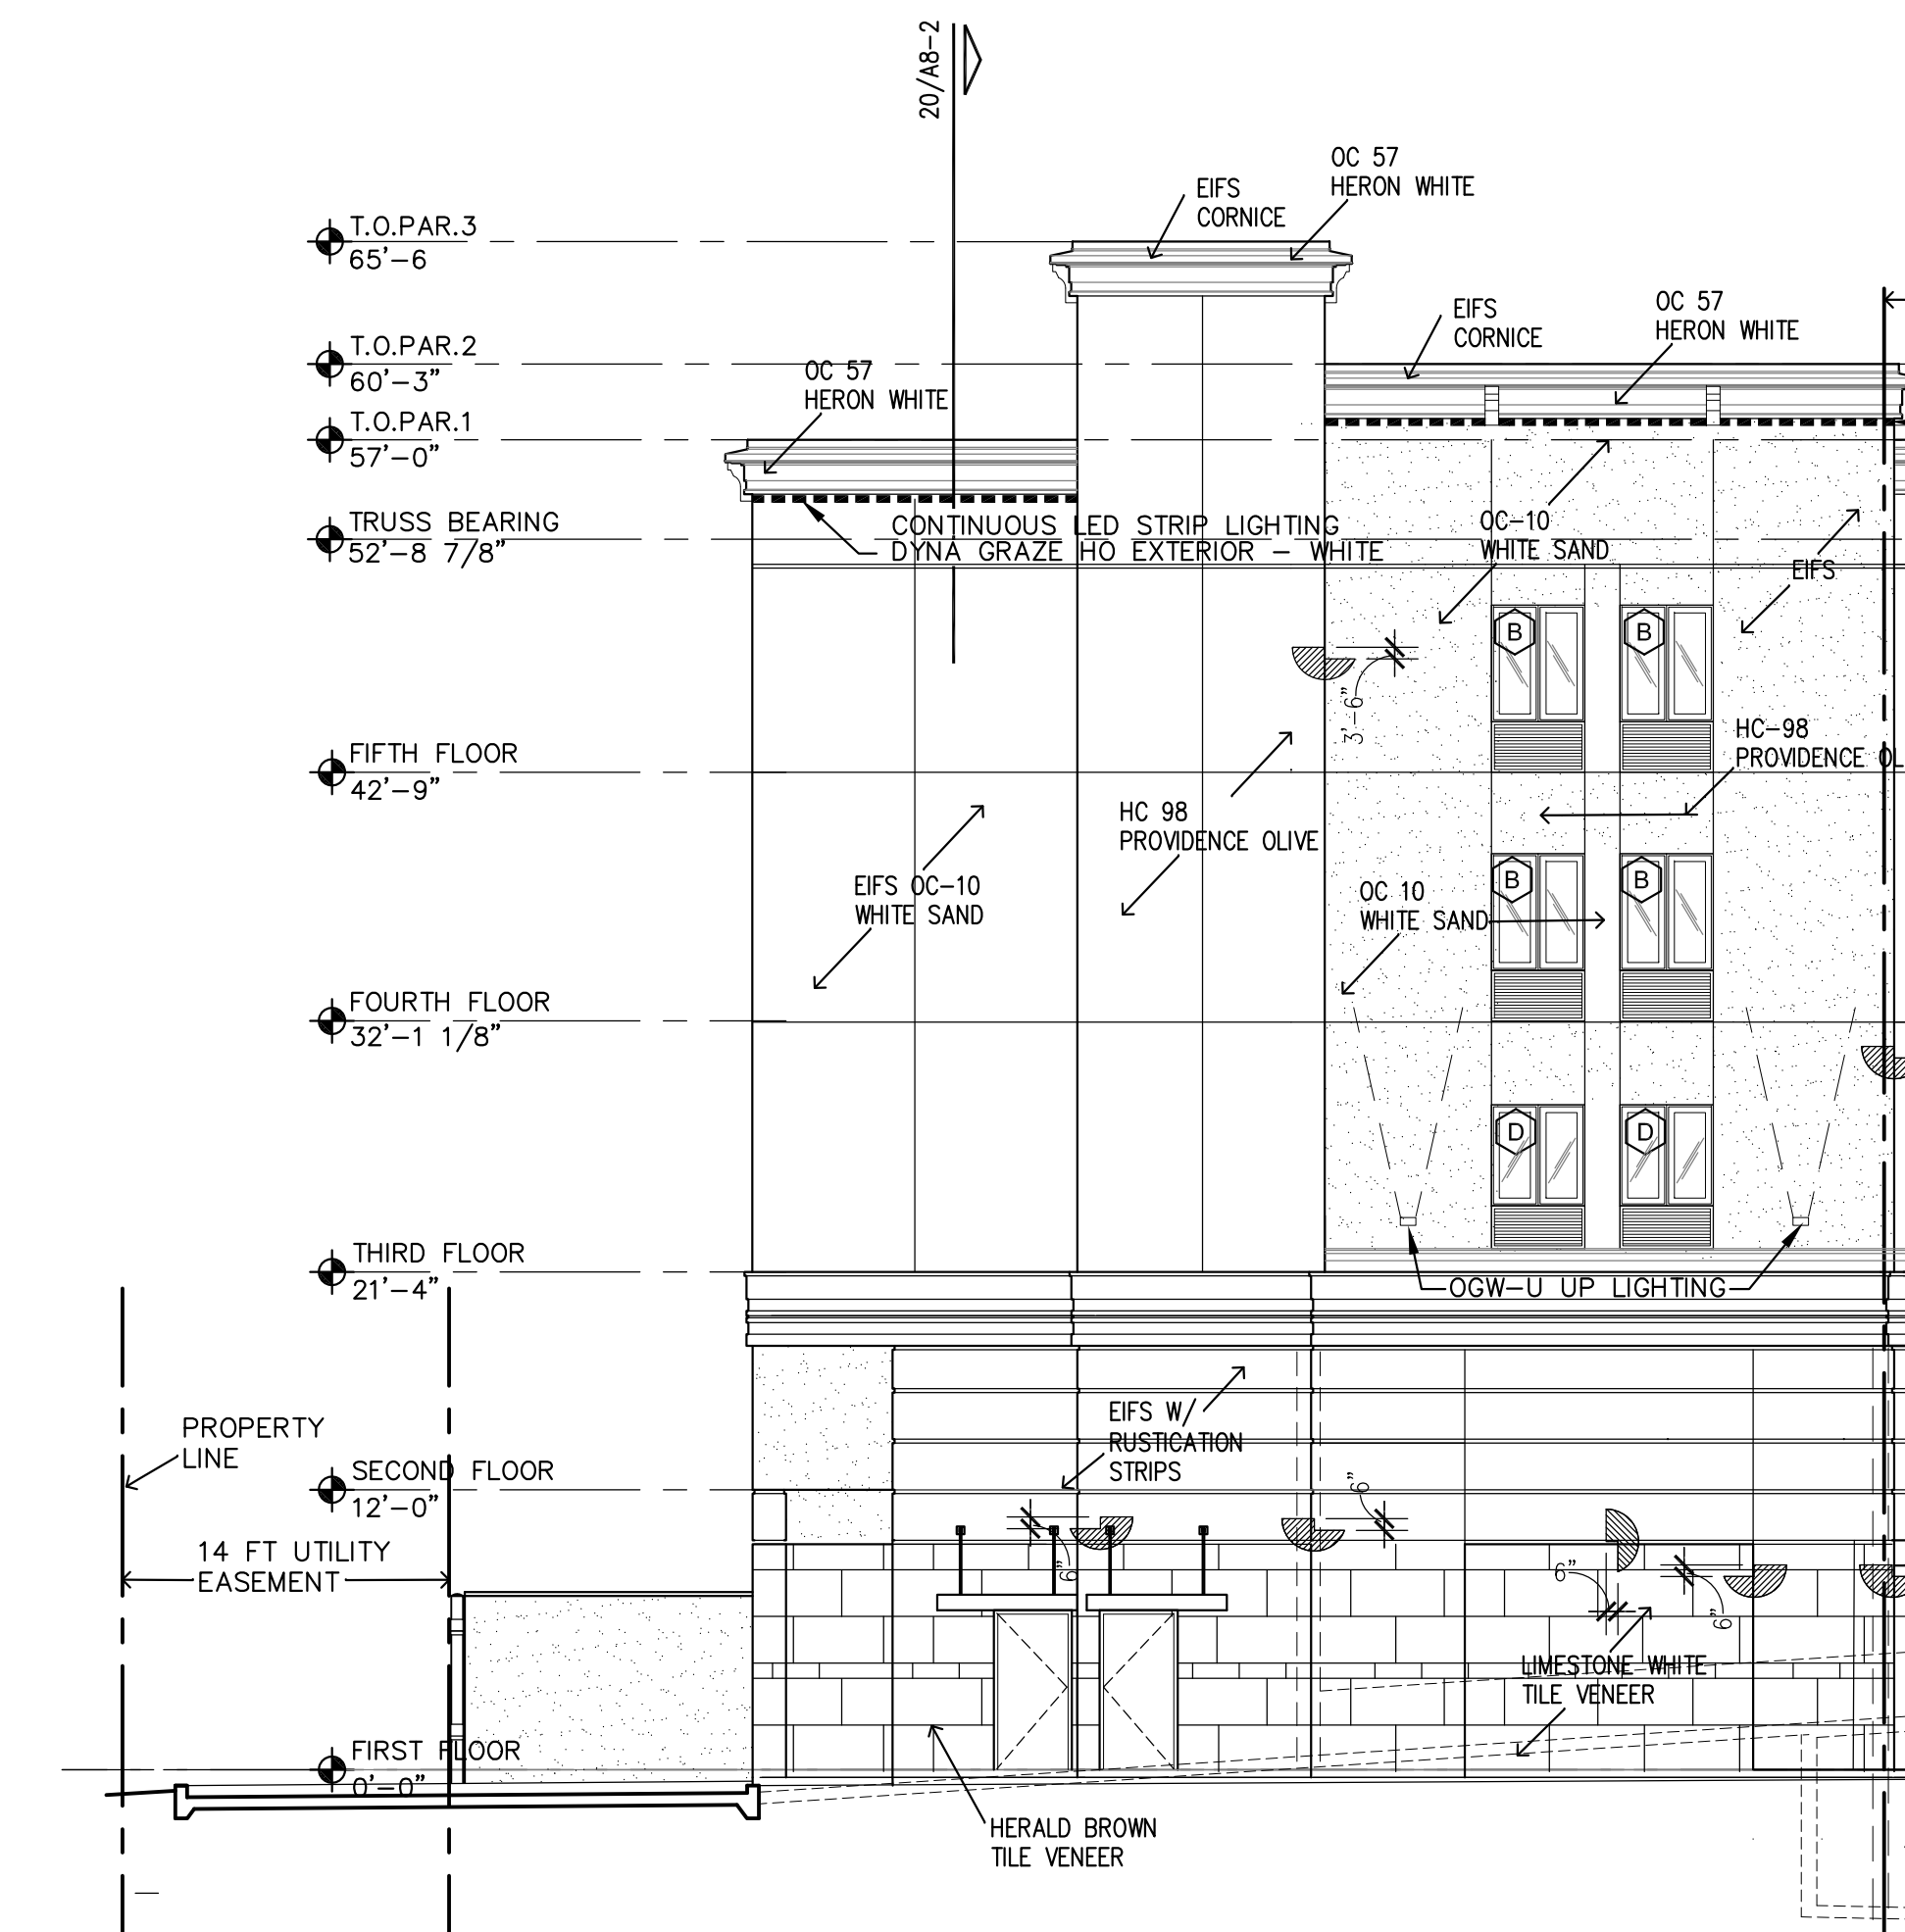 20/A8-2
OC 57
HERON WHITE
EIFS
CORNICE
T.O.PAR.3
65'-6
EIFS
CORNICE
OC 57
HERON WHITE
T.O.PAR.2
60'-3"
OC 57
HERON WHITE
T.O.PAR.1
57'-0"
TRUSS BEARING
52'-8 7/8"
CONTINUOUS LED STRIP LIGHTING
DYNA GRAZE HO EXTERIOR - WHITE
OC-10
WHITE SAND
EIFS
B
B
3'-6"
HC-98
PROVIDENCE OL
FIFTH FLOOR
42'-9"
HC 98
PROVIDENCE OLIVE
EIFS OC-10
WHITE SAND
OC 10
WHITE SAND
B
B
FOURTH FLOOR
32'-1 1/8"
D
D
THIRD FLOOR
21'-4"
OGW-U UP LIGHTING
EIFS W/
RUSTICATION
STRIPS
PROPERTY
LINE
SECOND FLOOR
12'-0"
6"
6"
6"
6"
14 FT UTILITY
EASEMENT
LIMESTONE WHITE
TILE VENEER
FIRST FLOOR
0'-0"
HERALD BROWN
TILE VENEER